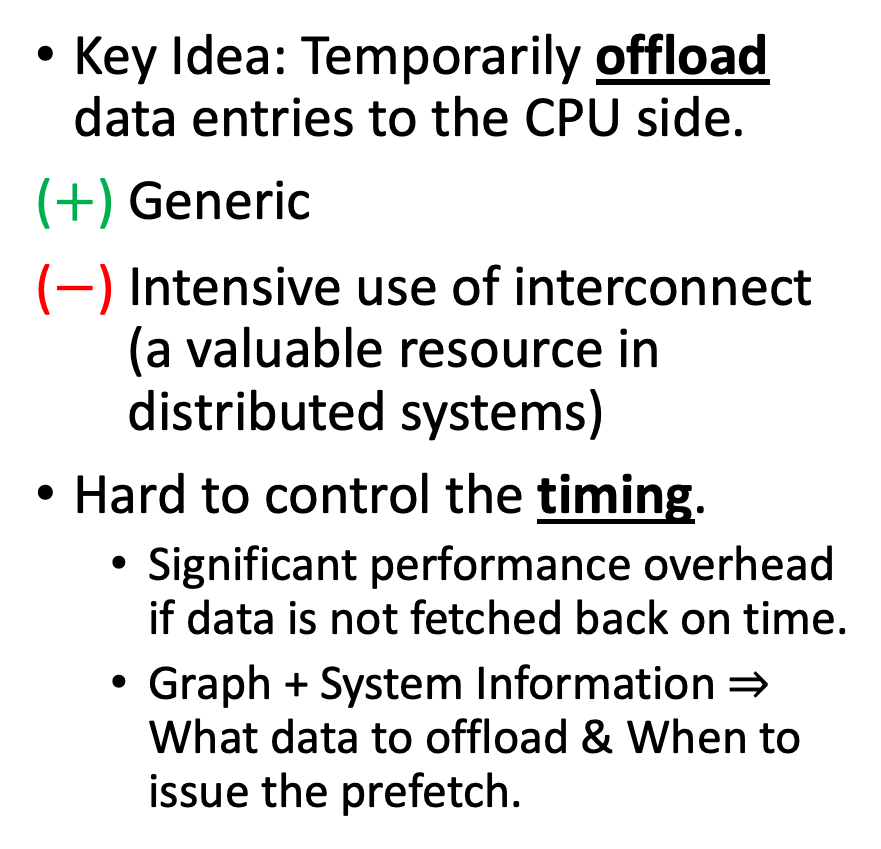 • Key Idea: Temporarily offload
data entries to the CPU side.
(+) Generic
(−) Intensive use of interconnect
(a valuable resource in
distributed systems)
• Hard to control the timing.
• Significant performance overhead
if data is not fetched back on time.
• Graph + System Information ⇒
What data to offload & When to
issue the prefetch.